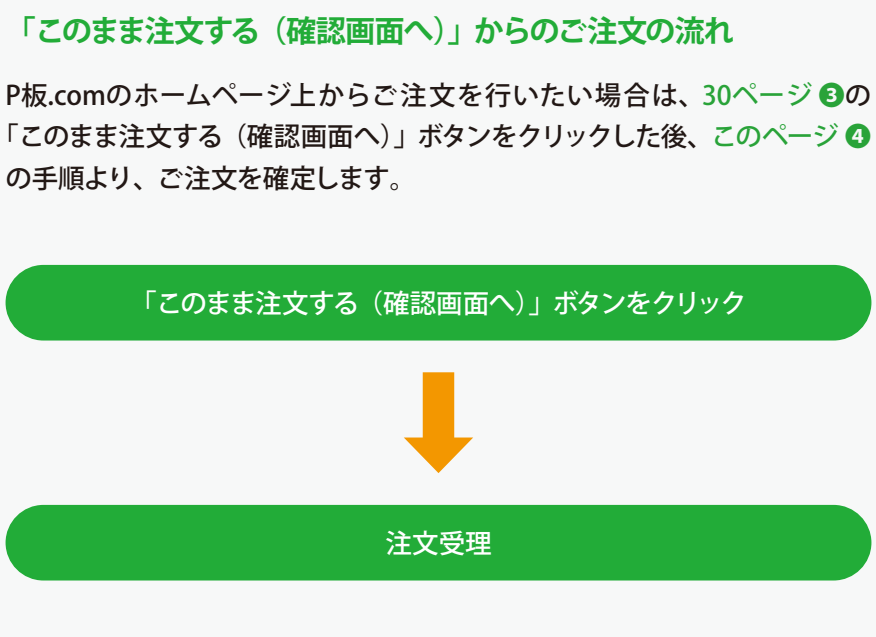 「このまま注文する（確認画面へ）」からのご注文の流れ
P板.comのホームページ上からご注文を行いたい場合は、30ページ❸の
「このまま注文する（確認画面へ）」ボタンをクリックした後、このページ❹
の手順より、ご注文を確定します。
「このまま注文する（確認画面へ）」ボタンをクリック
注文受理